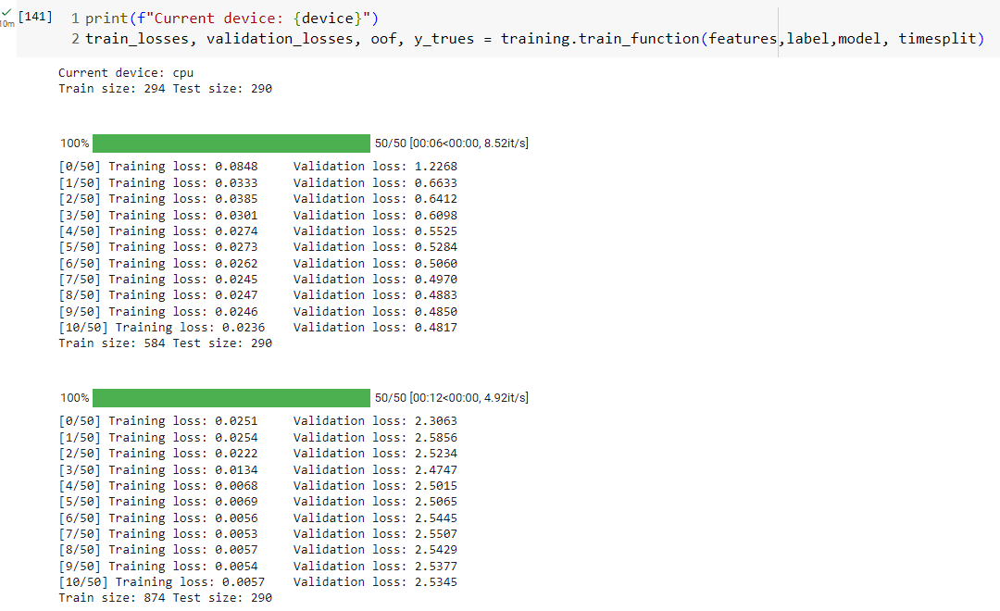 [141] 1 print(f"Current device: {device}")
10m 2 train_losses, validation_losses, oof, y_trues = training.train_function(features,label,model, timesplit)
Current device: cpu
Train size: 294 Test size: 290
100% 50/50 [00:06<00:00, 8.52it/s]
[0/50] Training loss: 0.0848 Validation loss: 1.2268
[1/50] Training loss: 0.0333 Validation loss: 0.6633
[2/50] Training loss: 0.0385 Validation loss: 0.6412
[3/50] Training loss: 0.0301 Validation loss: 0.6098
[4/50] Training loss: 0.0274 Validation loss: 0.5525
[5/50] Training loss: 0.0273 Validation loss: 0.5284
[6/50] Training loss: 0.0262 Validation loss: 0.5060
[7/50] Training loss: 0.0245 Validation loss: 0.4970
[8/50] Training loss: 0.0247 Validation loss: 0.4883
[9/50] Training loss: 0.0246 Validation loss: 0.4850
[10/50] Training loss: 0.0236 Validation loss: 0.4817
Train size: 584 Test size: 290
100% 50/50 [00:12<00:00, 4.92it/s]
[0/50] Training loss: 0.0251 Validation loss: 2.3063
[1/50] Training loss: 0.0254 Validation loss: 2.5856
[2/50] Training loss: 0.0222 Validation loss: 2.5234
[3/50] Training loss: 0.0134 Validation loss: 2.4747
[4/50] Training loss: 0.0068 Validation loss: 2.5015
[5/50] Training loss: 0.0069 Validation loss: 2.5065
[6/50] Training loss: 0.0056 Validation loss: 2.5445
[7/50] Training loss: 0.0053 Validation loss: 2.5507
[8/50] Training loss: 0.0057 Validation loss: 2.5429
[9/50] Training loss: 0.0054 Validation loss: 2.5377
[10/50] Training loss: 0.0057 Validation loss: 2.5345
Train size: 874 Test size: 290